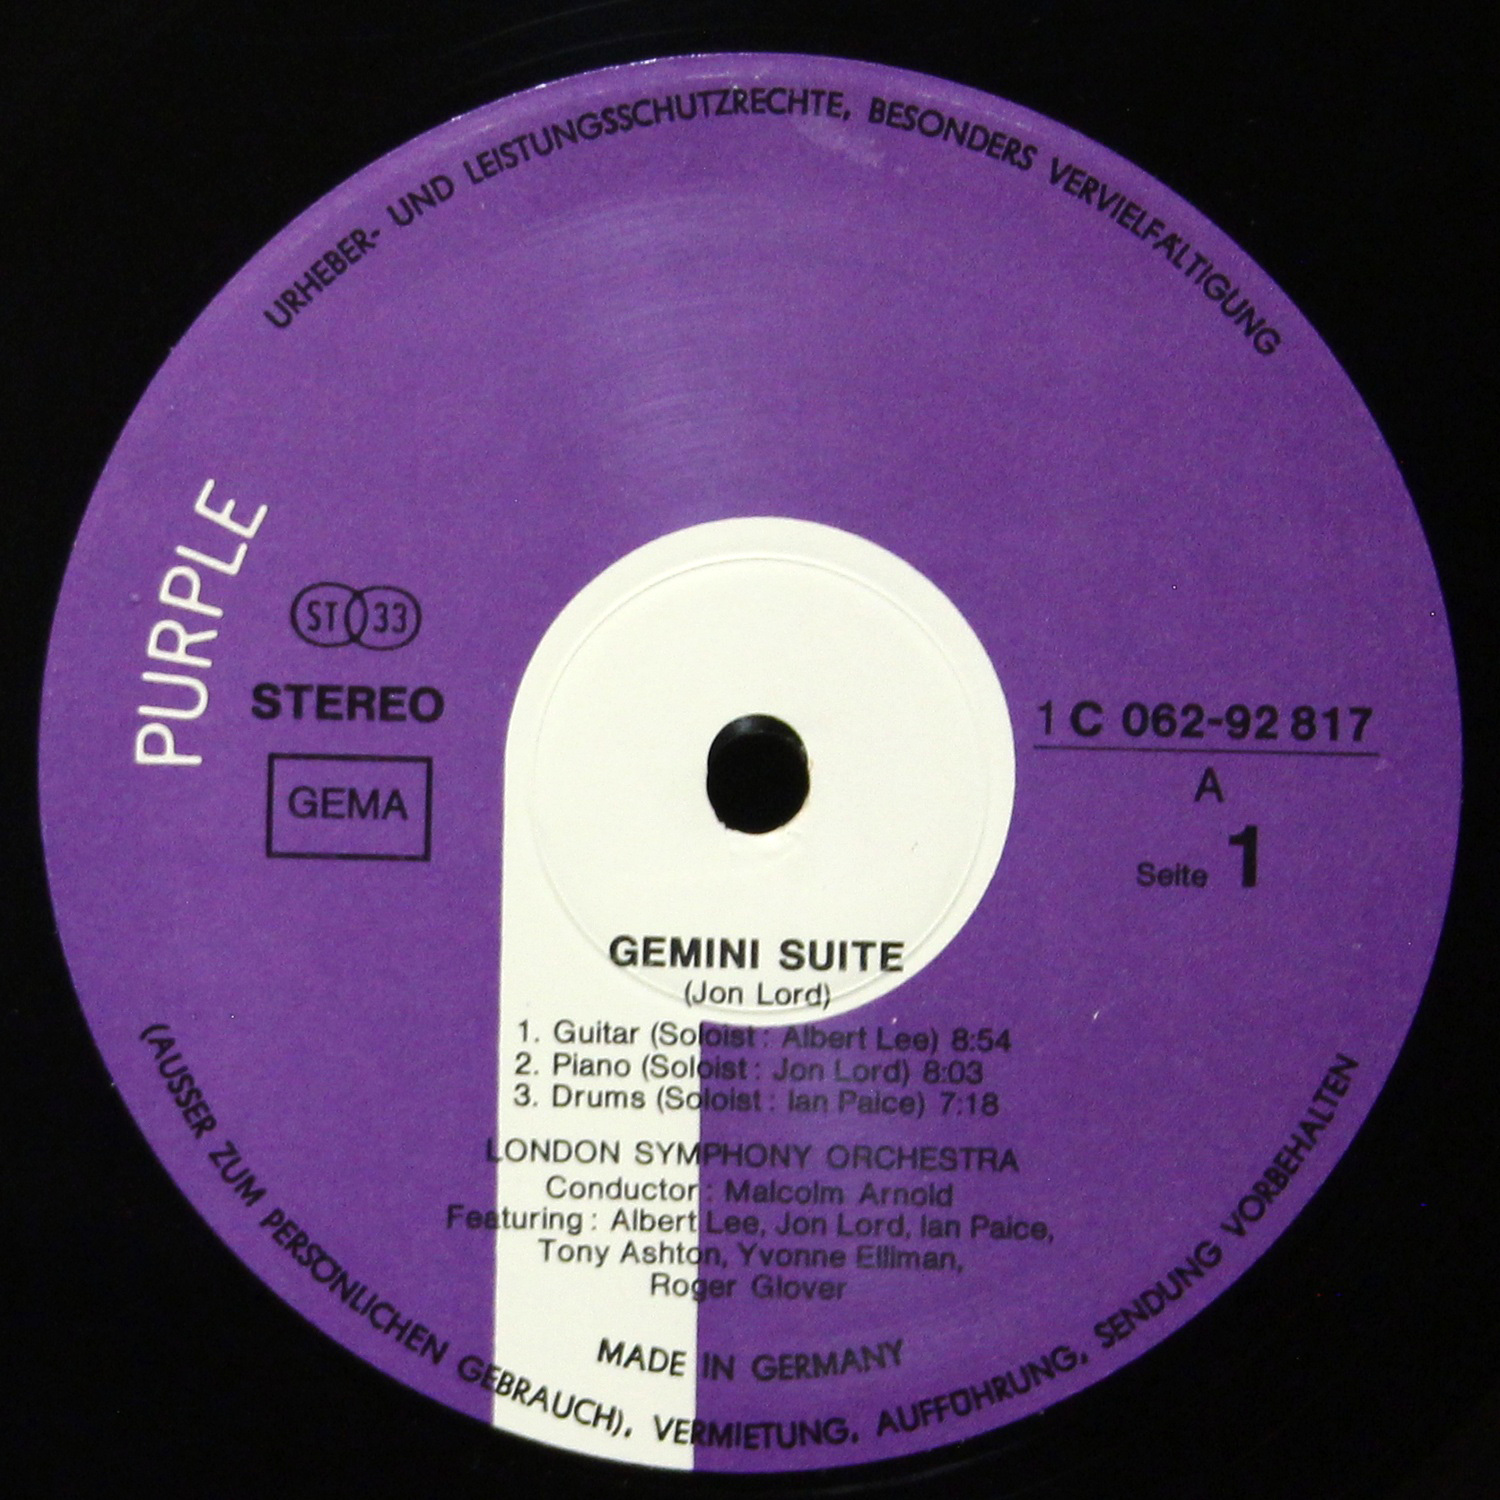 URHEBER- UND LEISTUNGSSCHUTZRECHTE, BESONDERS VERVIELFÄLTIGUNG
PURPLE
ST 33
STEREO
GEMA
1 C 062-92 817
A
Seite 1
GEMINI SUITE
(Jon Lord)
1. Guitar (Soloist: Albert Lee) 8:54
2. Piano (Soloist: Jon Lord) 8:03
3. Drums (Soloist: Ian Paice) 7:18
LONDON SYMPHONY ORCHESTRA
Conductor: Malcolm Arnold
Featuring: Albert Lee, Jon Lord, Ian Paice,
Tony Ashton, Yvonne Elliman,
Roger Glover
MADE IN GERMANY
(AUSSER ZUM PERSÖNLICHEN GEBRAUCH), VERMIETUNG, AUFFÜHRUNG, SENDUNG VORBEHALTEN